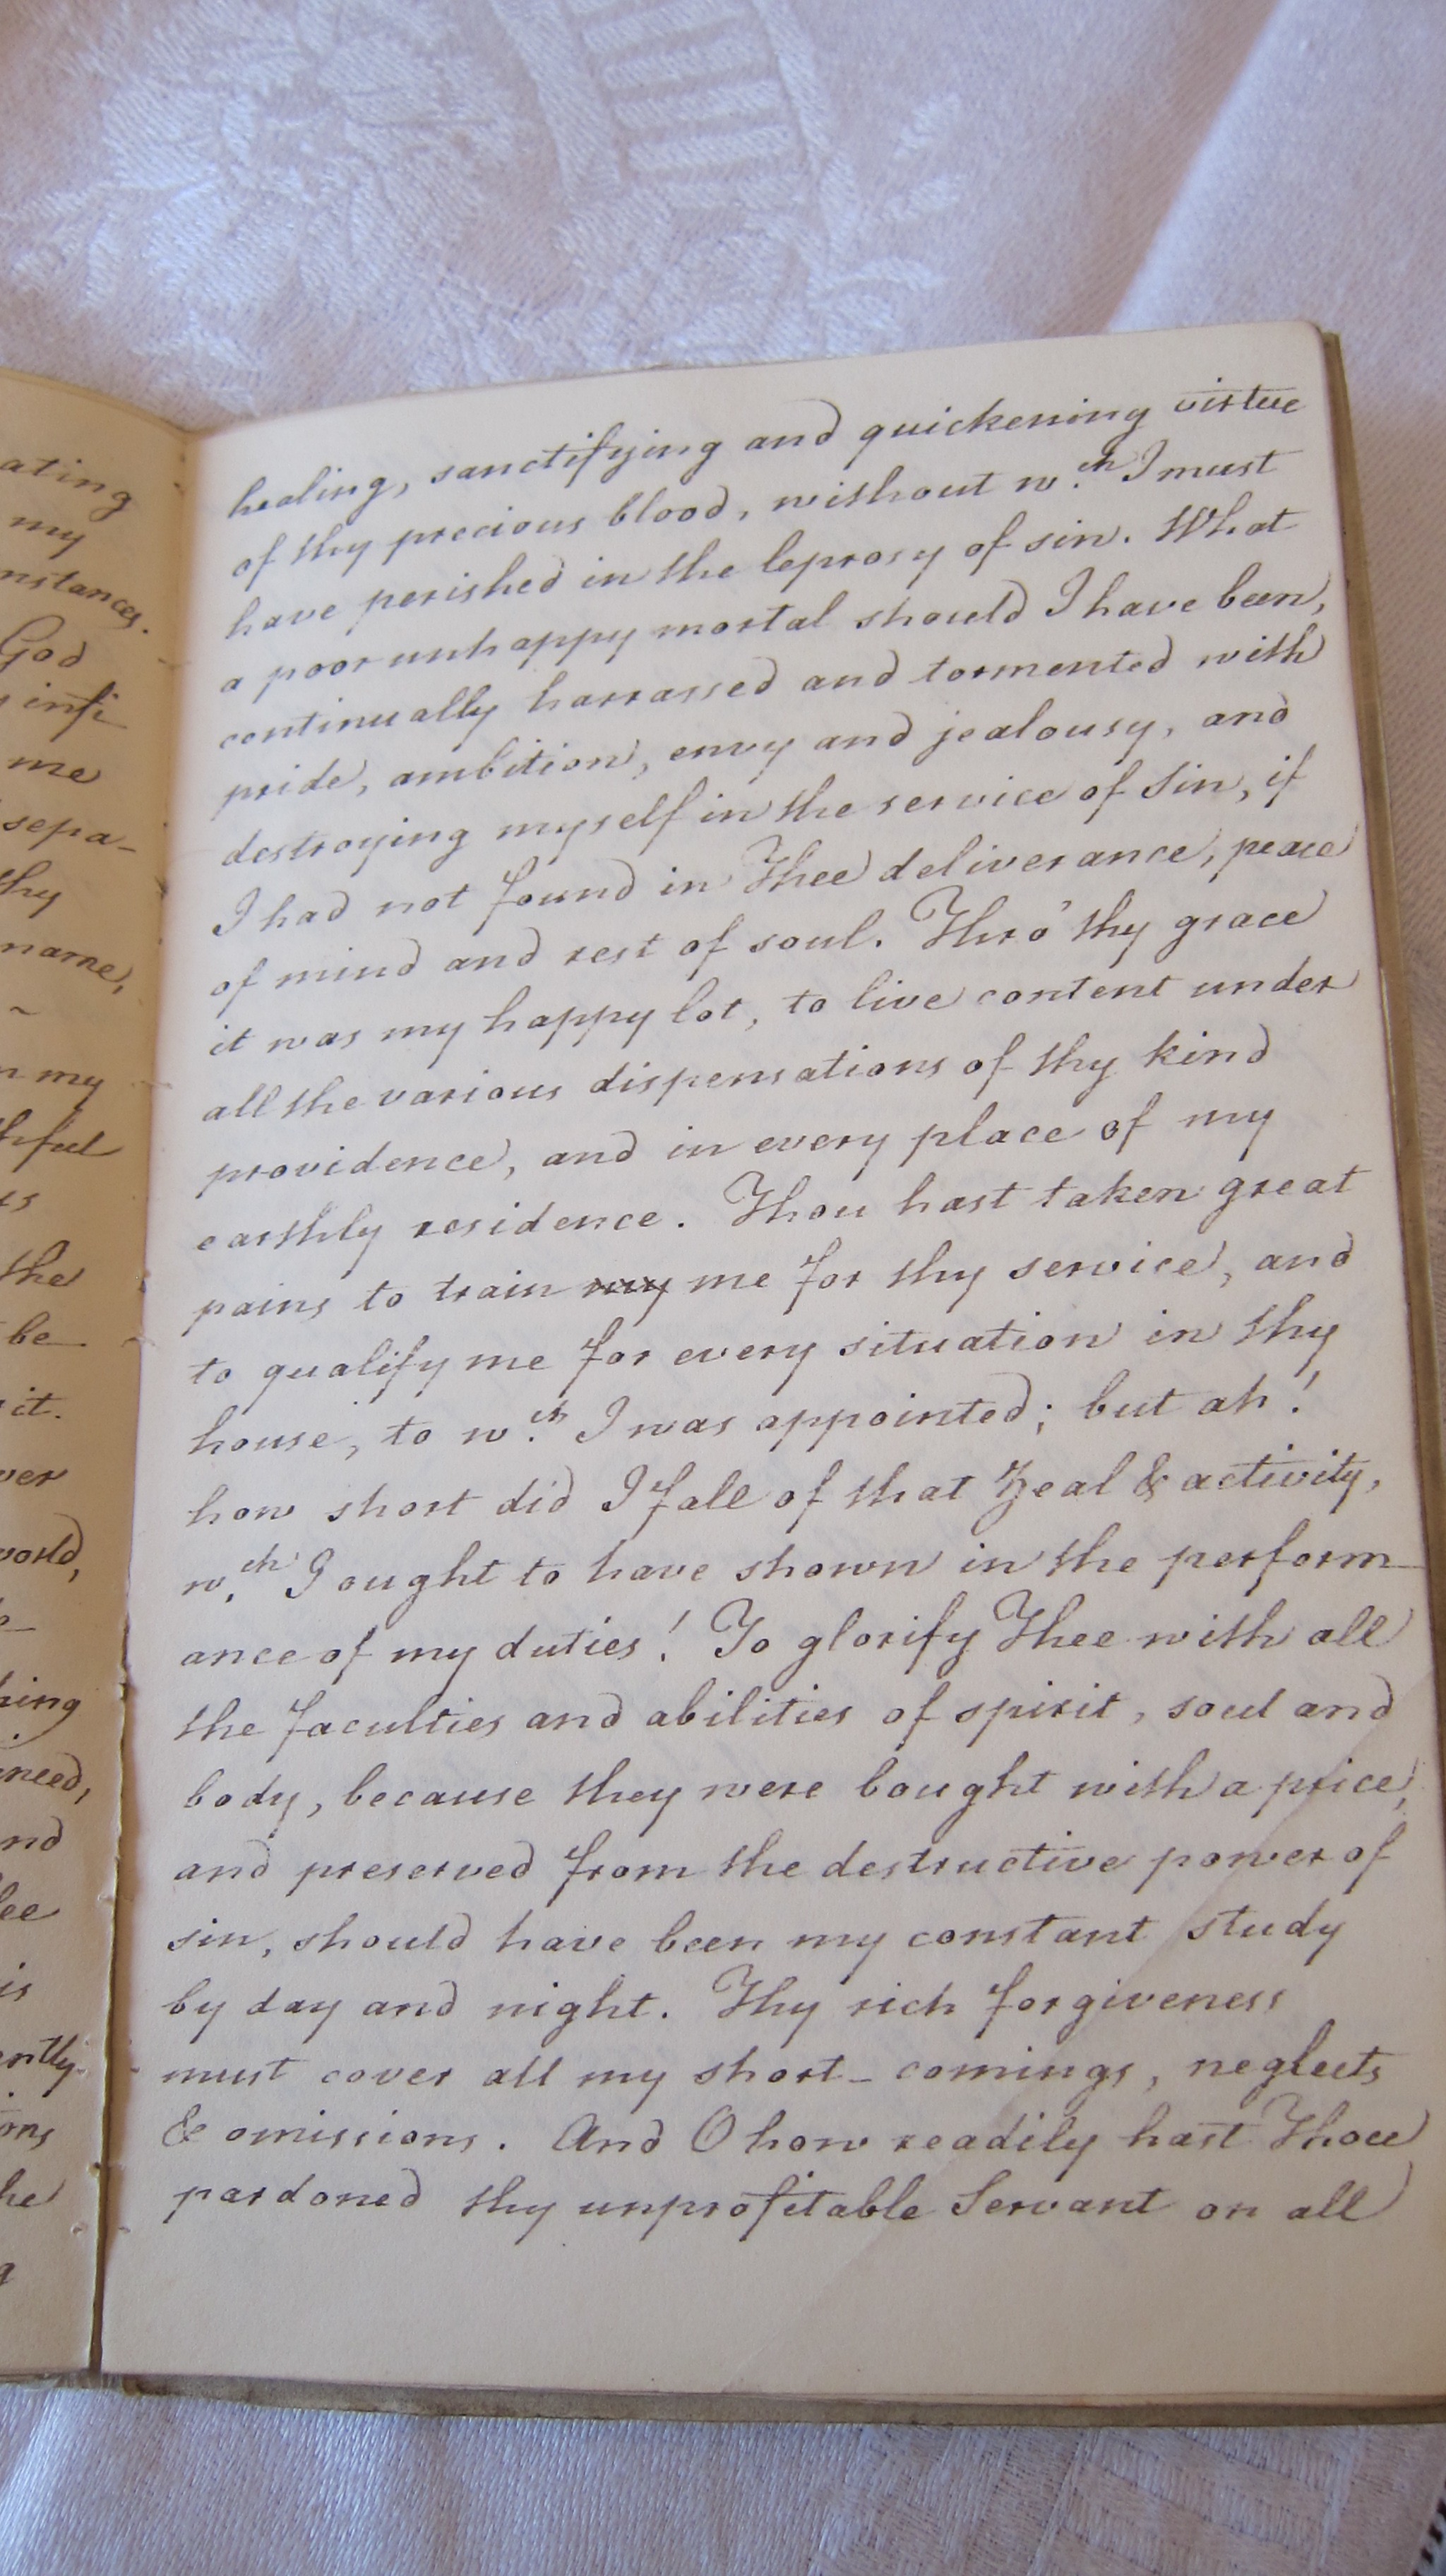 ating
my
nstances.
God
infi
me
sepa-
thy
name,
~
my
hful
is
the
be
it.
ver
world,
hing
need,
nd
ee
is
ently
ons
he
healing, sanctifying and quickening virtue
of thy precious blood, without w.ch I must
have perished in the leprosy of sin. What
a poor unhappy mortal should I have been,
continually harrassed and tormented with
pride, ambition, envy and jealousy, and
destroying myself in the service of Sin, if
I had not found in Thee deliverance, peace
of mind and rest of soul. Thro' thy grace
it was my happy lot, to live content under
all the various dispensations of thy kind
providence, and in every place of my
earthly residence. Thou hast taken great
pains to train my me for thy service, and
to qualify me for every situation in thy
house, to w.ch I was appointed; but ah!
how short did I fall of that Zeal & activity,
w.ch I ought to have shown in the perform-
ance of my duties! To glorify Thee with all
the faculties and abilities of spirit, soul and
body, because they were bought with a price,
and preserved from the destructive power of
sin, should have been my constant study
by day and night. Thy rich forgiveness
must cover all my short-comings, neglects
& omissions. And O how readily hast Thou
pardoned thy unprofitable Servant on all